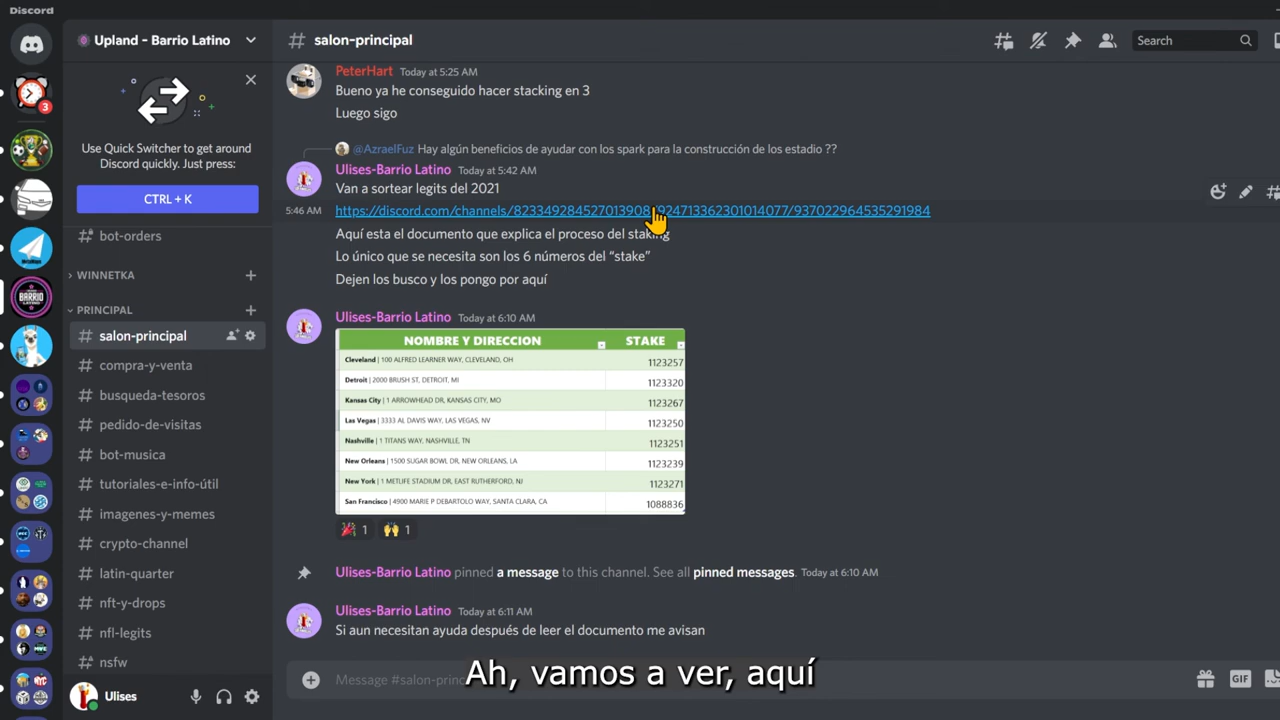 Discord
Upland - Barrio Latino
# salon-principal
Search
3
Use Quick Switcher to get around
Discord quickly. Just press:
CTRL + K
# bot-orders
WINNETKA
PRINCIPAL
# salon-principal
# compra-y-venta
# busqueda-tesoros
# pedido-de-visitas
# bot-musica
# tutoriales-e-info-útil
# imagenes-y-memes
# crypto-channel
# latin-quarter
# nft-y-drops
# nfl-legits
# nsfw
Ulises
PeterHart Today at 5:25 AM
Bueno ya he conseguido hacer stacking en 3
Luego sigo
@AzraelFuz Hay algún beneficios de ayudar con los spark para la construcción de los estadio ??
Ulises-Barrio Latino Today at 5:42 AM
Van a sortear legits del 2021
5:46 AM
Aquí esta el documento que explica el proceso del staking
Lo único que se necesita son los 6 números del “stake”
Dejen los busco y los pongo por aquí
Ulises-Barrio Latino Today at 6:10 AM
NOMBRE Y DIRECCION STAKE
Cleveland | 100 ALFRED LEARNER WAY, CLEVELAND, OH 1123257
Detroit | 2000 BRUSH ST, DETROIT, MI 1123320
Kansas City | 1 ARROWHEAD DR, KANSAS CITY, MO 1123267
Las Vegas | 3333 AL DAVIS WAY, LAS VEGAS, NV 1123250
Nashville | 1 TITANS WAY, NASHVILLE, TN 1123251
New Orleans | 1500 SUGAR BOWL DR, NEW ORLEANS, LA 1123239
New York | 1 METLIFE STADIUM DR, EAST RUTHERFORD, NJ 1123271
San Francisco | 4900 MARIE P DEBARTOLO WAY, SANTA CLARA, CA 1088836
1 1
Ulises-Barrio Latino pinned a message to this channel. See all pinned messages. Today at 6:10 AM
Ulises-Barrio Latino Today at 6:11 AM
Si aun necesitan ayuda después de leer el documento me avisan
Message
GIF
Ah, vamos a ver, aquí